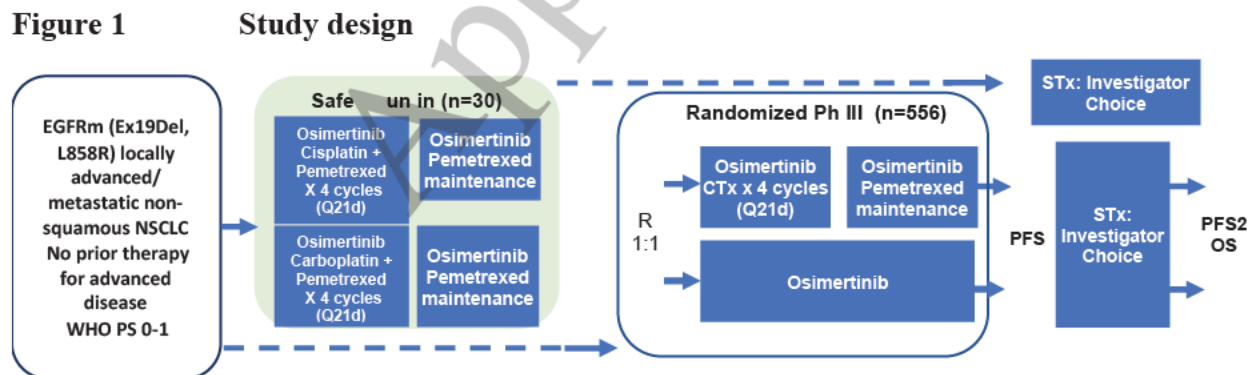 Figure 1 Study design
EGFRm (Ex19Del,
L858R) locally
advanced/
metastatic non-
squamous NSCLC
No prior therapy
for advanced
disease
WHO PS 0-1
Safe un in (n=30)
Osimertinib
Cisplatin +
Pemetrexed
X 4 cycles
(Q21d)
Osimertinib
Pemetrexed
maintenance
Osimertinib
Carboplatin +
Pemetrexed
X 4 cycles
(Q21d)
Osimertinib
Pemetrexed
maintenance
Randomized Ph III (n=556)
R
1:1
Osimertinib
CTx x 4 cycles
(Q21d)
Osimertinib
Pemetrexed
maintenance
Osimertinib
PFS
STx: Investigator
Choice
STx:
Investigator
Choice
PFS2
OS
App